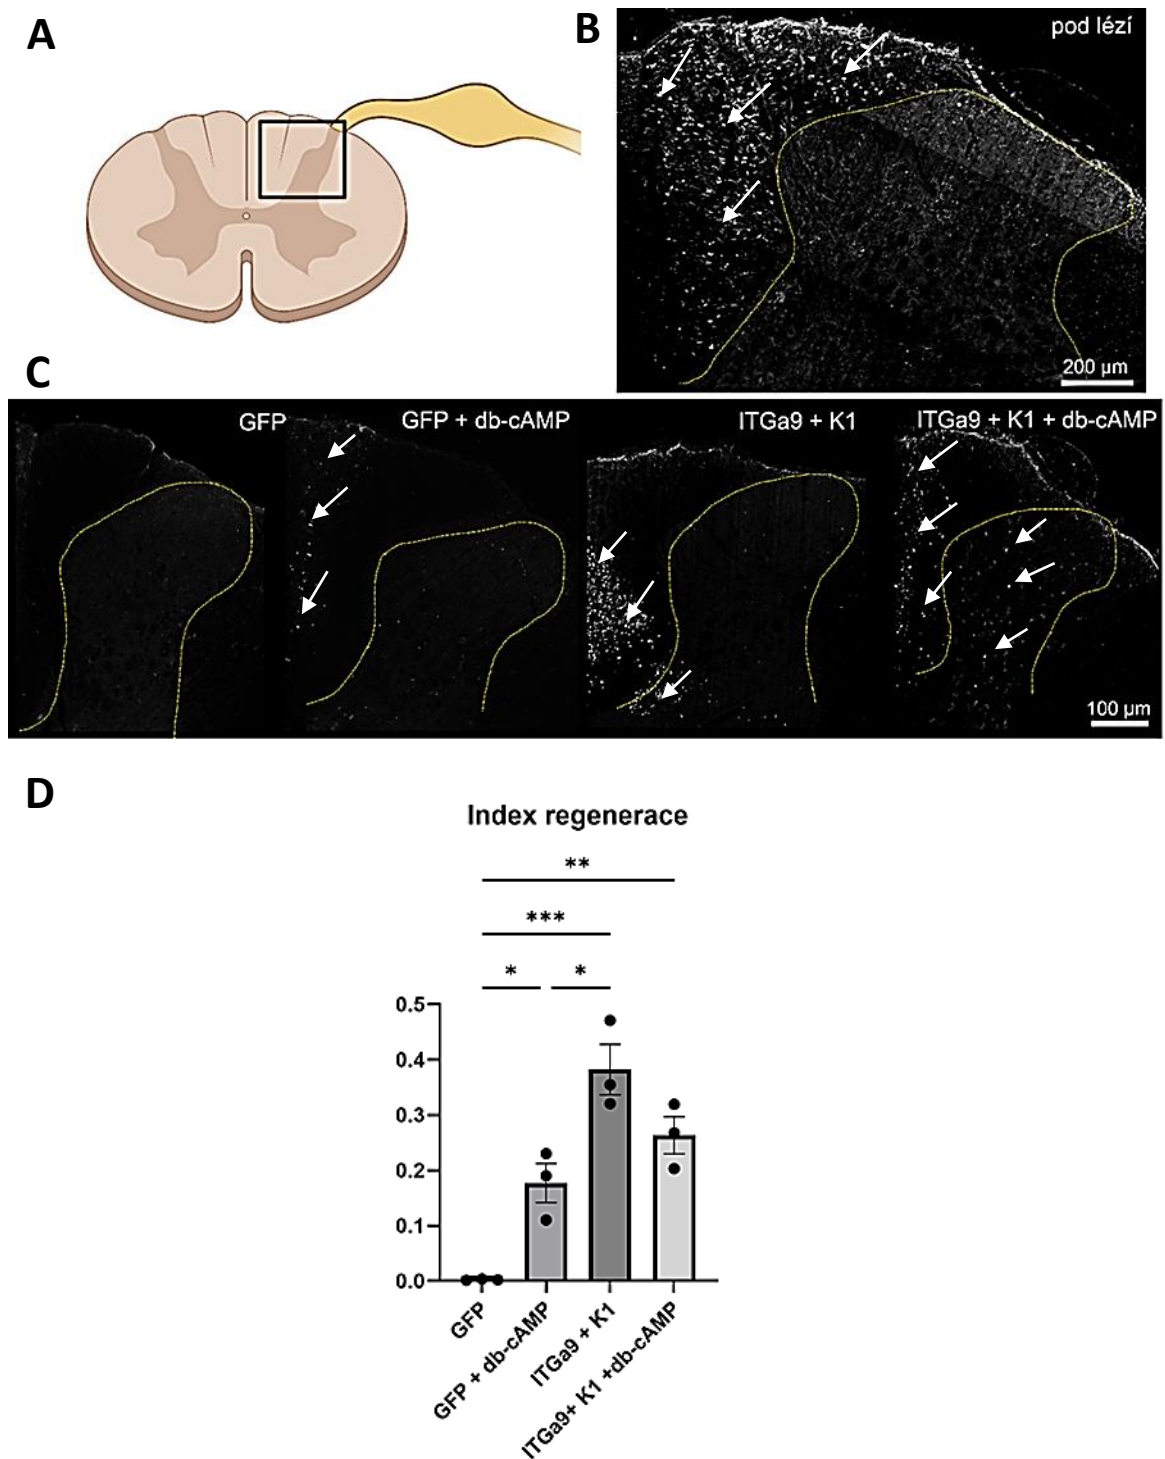 A
B
pod lézí
200 µm
C
GFP
GFP + db-cAMP
ITGa9 + K1
ITGa9 + K1 + db-cAMP
100 µm
D
Index regenerace
**
***
* *
0.5
0.4
0.3
0.2
0.1
0.0
GFP
GFP + db-cAMP
ITGa9 + K1
ITGa9+ K1 +db-cAMP